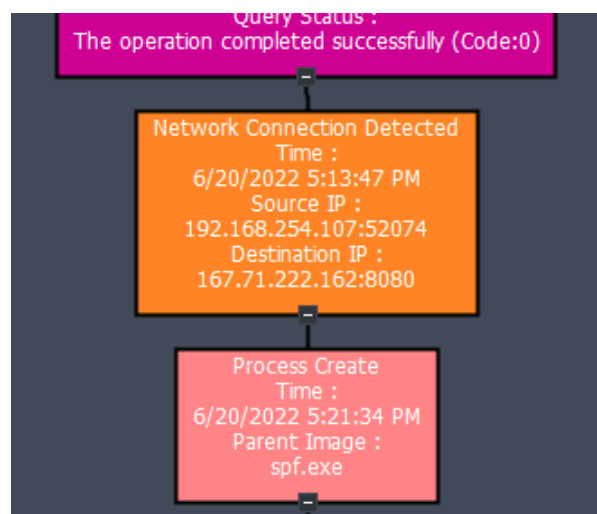 Query Status :
The operation completed successfully (Code:0)
Network Connection Detected
Time :
6/20/2022 5:13:47 PM
Source IP :
192.168.254.107:52074
Destination IP :
167.71.222.162:8080
Process Create
Time :
6/20/2022 5:21:34 PM
Parent Image :
spf.exe